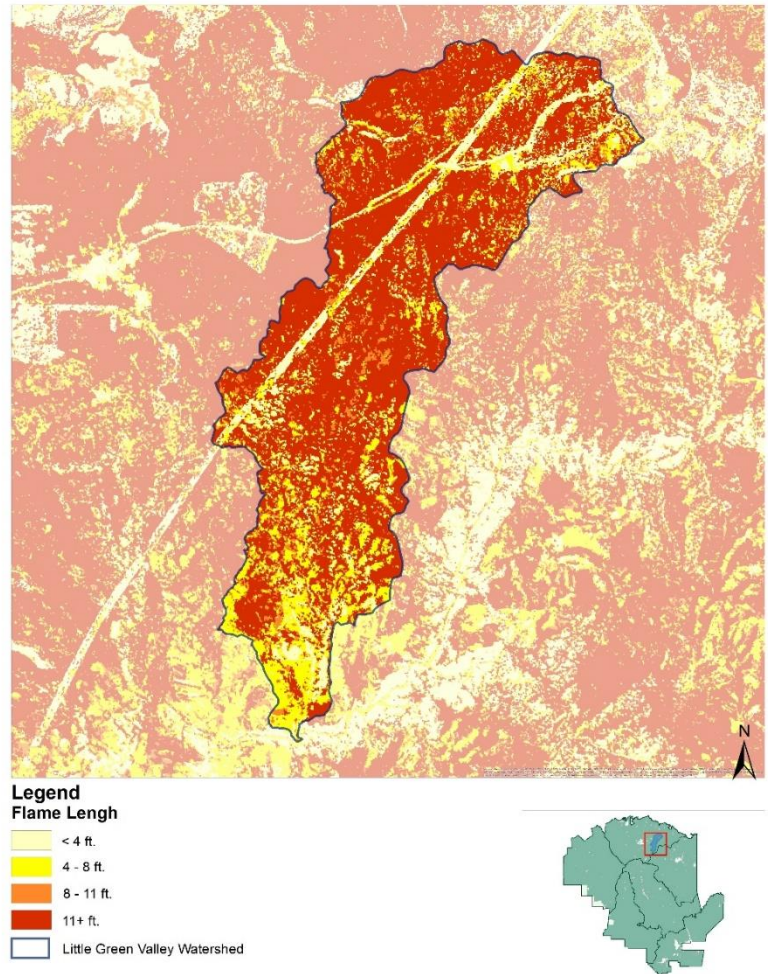 N
Legend
Flame Lengh
< 4 ft.
4 - 8 ft.
8 - 11 ft.
11+ ft.
Little Green Valley Watershed